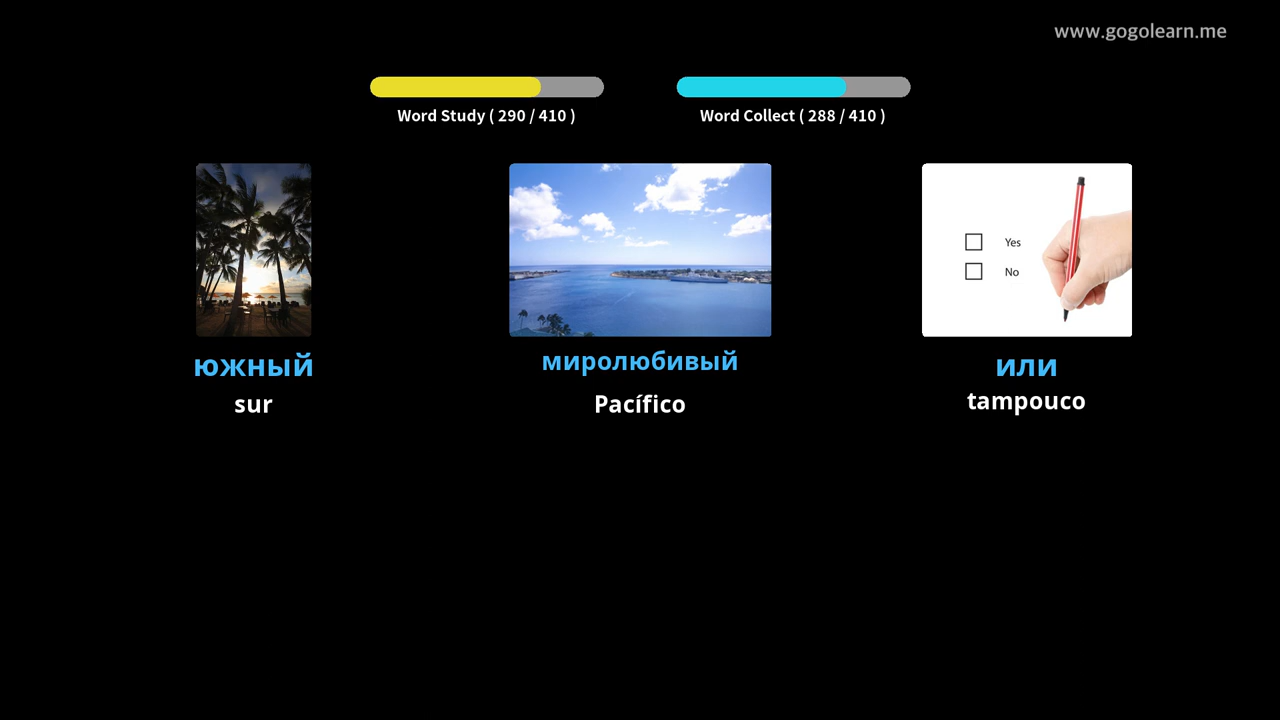 www.gogolearn.me
Word Study ( 290 / 410 )
Word Collect ( 288 / 410 )
Yes
No
южный
миролюбивый
или
sur
Pacífico
tampouco